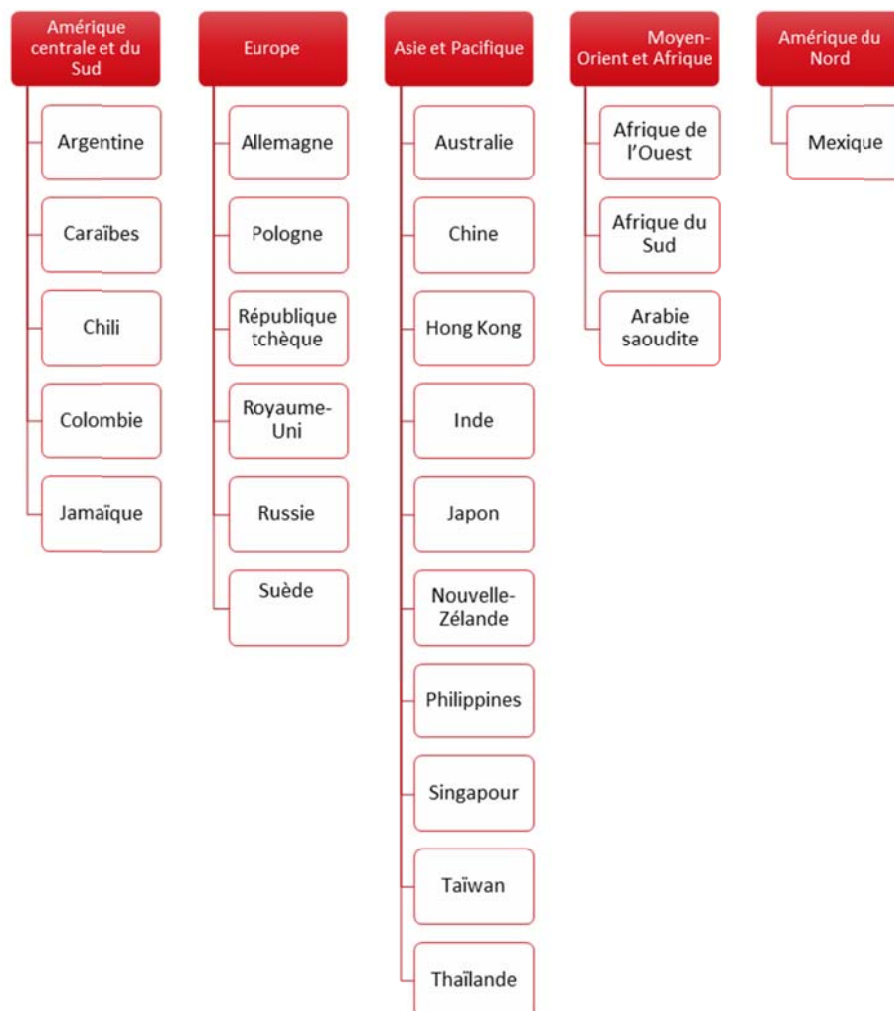 Amérique
centrale et du
Sud
Argentine
Caraïbes
Chili
Colombie
Jamaïque
Europe
Allemagne
Pologne
République
tchèque
Royaume-
Uni
Russie
Suède
Asie et Pacifique
Australie
Chine
Hong Kong
Inde
Japon
Nouvelle-
Zélande
Philippines
Singapour
Taïwan
Thaïlande
Moyen-
Orient et Afrique
Afrique de
l’Ouest
Afrique du
Sud
Arabie
saoudite
Amérique du
Nord
Mexique